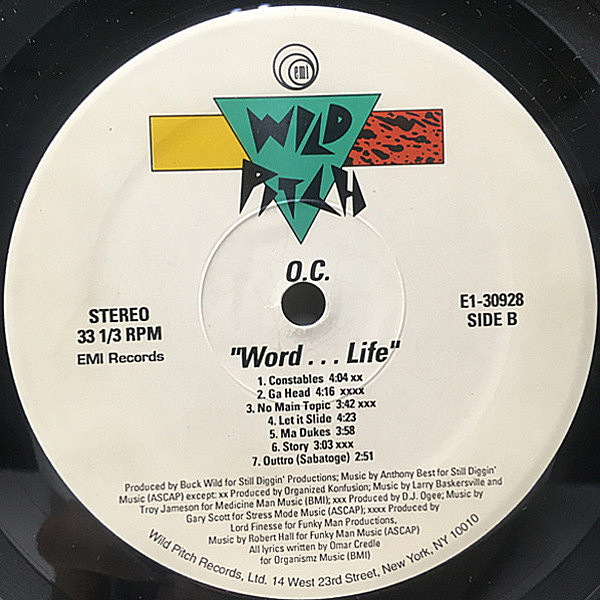 emi
WILD
PITCH
O.C.
STEREO
33 1/3 RPM
EMI Records
E1-30928
SIDE B
"Word . . . Life"
1. Constables 4:04 xx
2. Ga Head 4:16 xxxx
3. No Main Topic 3:42 xxx
4. Let it Slide 4:23
5. Ma Dukes 3:58
6. Story 3:03 xxx
7. Outtro (Sabatoge) 2:51
Produced by Buck Wild for Still Diggin' Productions; Music by Anthony Best for Still Diggin'
Music (ASCAP) except: xx Produced by Organized Konfusion; Music by Larry Baskerville and
Troy Jameson for Medicine Man Music (BMI); xxx Produced by D.J. Ogee; Music by
Gary Scott for Stress Mode Music (ASCAP); xxxx Produced by
Lord Finesse for Funky Man Productions,
Music by Robert Hall for Funky Man Music (ASCAP)
All lyrics written by Omar Credle
for Organismz Music (BMI)
Wild Pitch Records, Ltd. 14 West 23rd Street, New York, NY, 10010